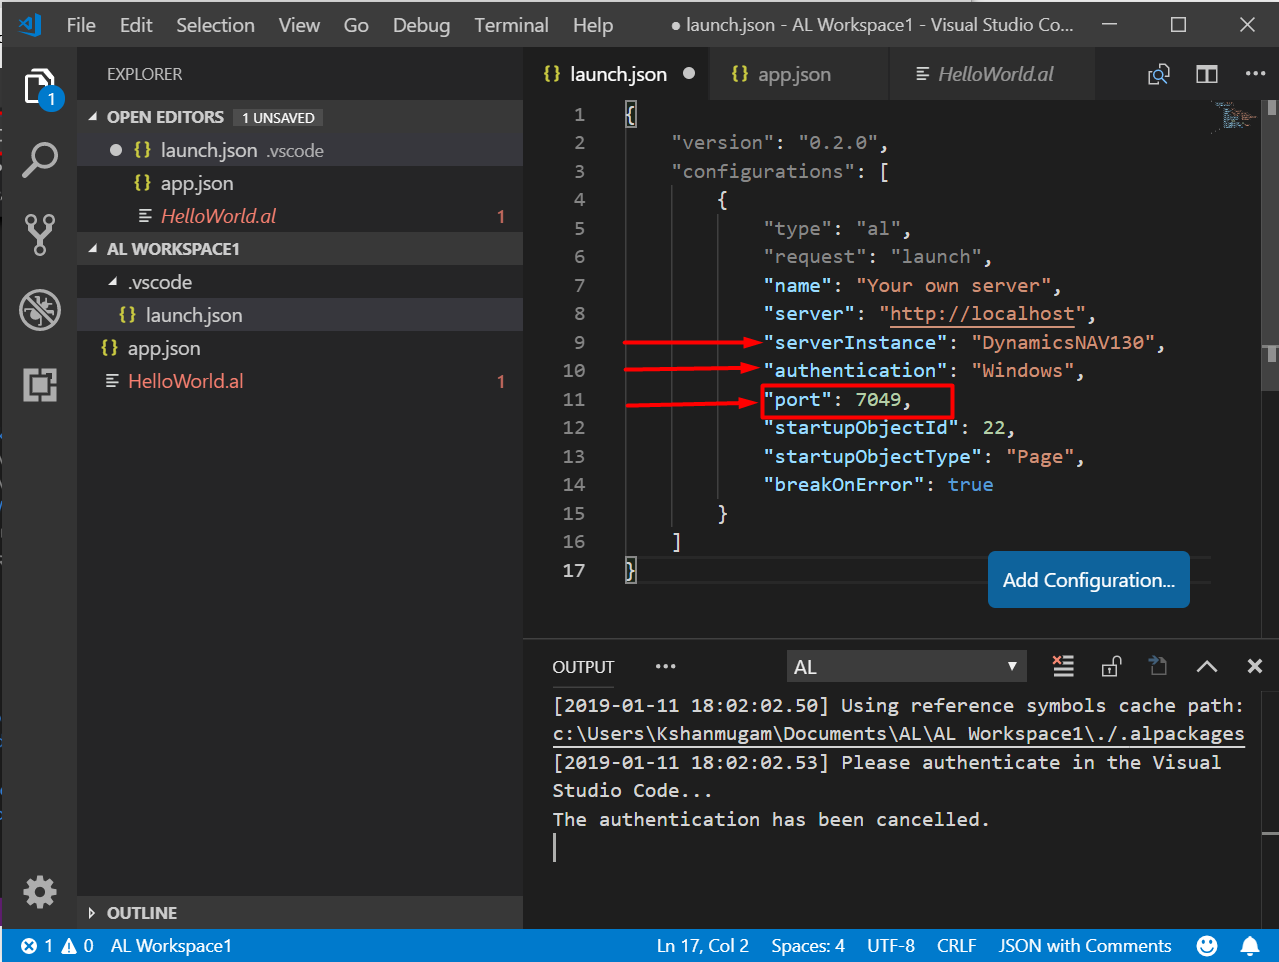 File Edit Selection View Go Debug Terminal Help ● launch.json - AL Workspace1 - Visual Studio Co...
EXPLORER
OPEN EDITORS 1 UNSAVED
{} launch.json .vscode
{} app.json
HelloWorld.al 1
AL WORKSPACE1
.vscode
{} launch.json
{} app.json
HelloWorld.al 1
OUTLINE
1
{} launch.json ● {} app.json HelloWorld.al ...
1 {
2 "version": "0.2.0",
3 "configurations": [
4 {
5 "type": "al",
6 "request": "launch",
7 "name": "Your own server",
8 "server": "http://localhost",
9 "serverInstance": "DynamicsNAV130",
10 "authentication": "Windows",
11 "port": 7049,
12 "startupObjectId": 22,
13 "startupObjectType": "Page",
14 "breakOnError": true
15 }
16 ]
17 }
Add Configuration...
OUTPUT ... AL
[2019-01-11 18:02:02.50] Using reference symbols cache path:
c:\Users\Kshanmugam\Documents\AL\AL Workspace1\./.alpackages
[2019-01-11 18:02:02.53] Please authenticate in the Visual
Studio Code...
The authentication has been cancelled.
1 0 AL Workspace1 Ln 17, Col 2 Spaces: 4 UTF-8 CRLF JSON with Comments